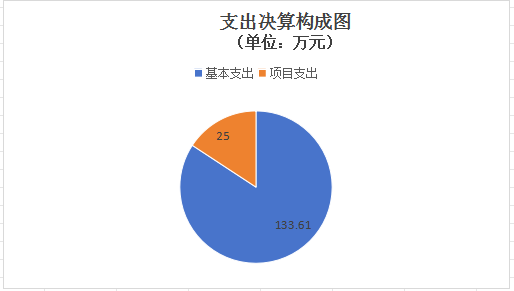 支出决算构成图
（单位：万元）
基本支出 项目支出
25
133.61